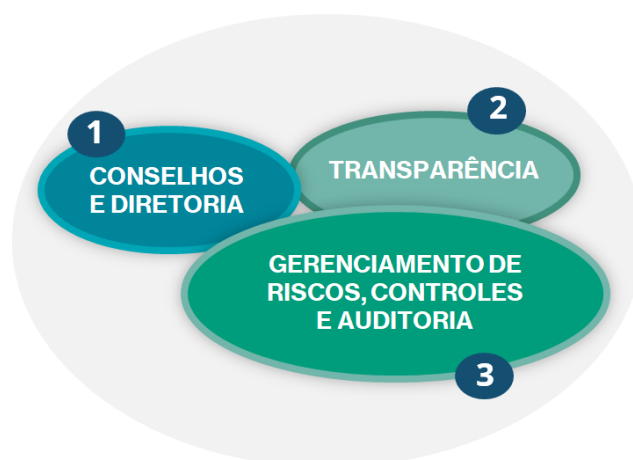 1
CONSELHOS
E DIRETORIA
2
TRANSPARÊNCIA
GERENCIAMENTO DE
RISCOS, CONTROLES
E AUDITORIA
3